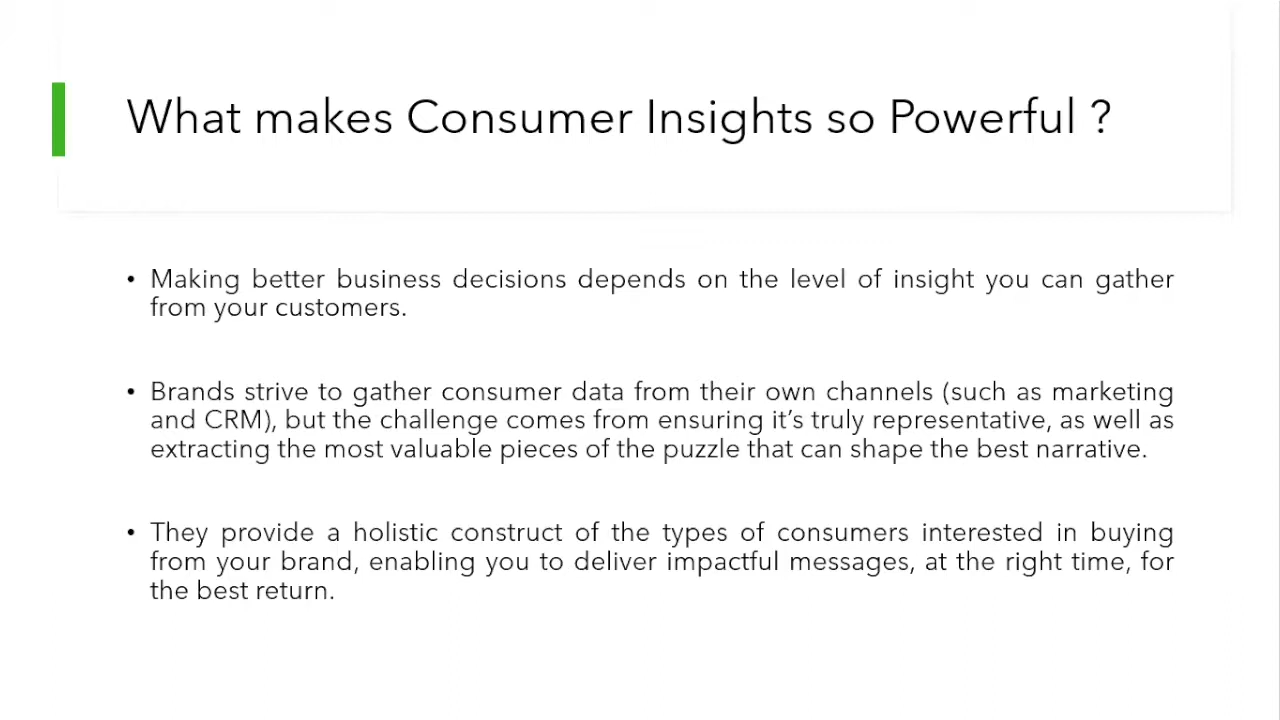 What makes Consumer Insights so Powerful ?
• Making better business decisions depends on the level of insight you can gather
from your customers.
• Brands strive to gather consumer data from their own channels (such as marketing
and CRM), but the challenge comes from ensuring it’s truly representative, as well as
extracting the most valuable pieces of the puzzle that can shape the best narrative.
• They provide a holistic construct of the types of consumers interested in buying
from your brand, enabling you to deliver impactful messages, at the right time, for
the best return.